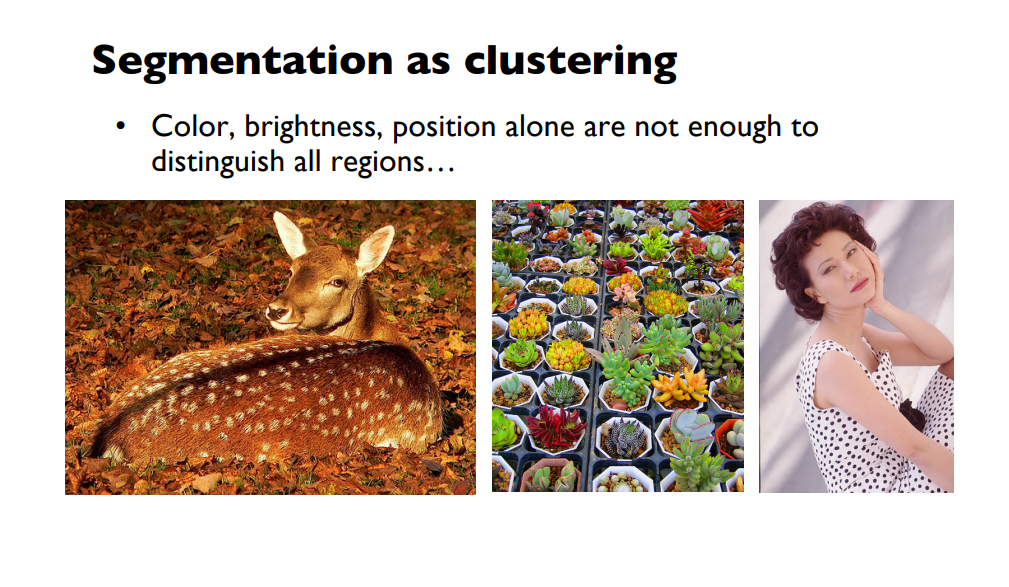 Segmentation as clustering
• Color, brightness, position alone are not enough to
distinguish all regions…